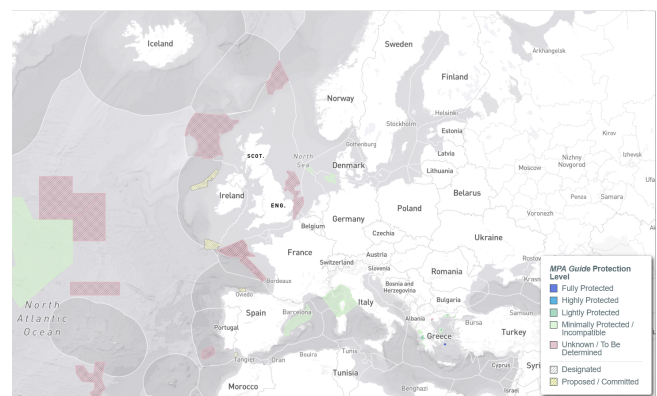 Iceland
Sweden
Arkhangelsk
Finland
Norway
Helsinki
Stockholm
Estonia
Kirov
SCOT.
North
Sea
Gothenburg
Latvia
Denmark
Moscow
Nizhny
Novgorod
Izhevsk
Lithuania
Ireland
ENG.
Belarus
Penza
Samara
Ufa
Poland
Voronezh
Belgium
Germany
Czechia
Ukraine
France
Austria
Switzerland
Slovenia
Romania
Rostov
Bordeaux
Bosnia and
Herzegovina
Krasn
Oviedo
Bulgaria
Barcelona
Italy
Albania
Samsun
North
Atlantic
Ocean
Spain
Portugal
Bursa
Greece
Turkey
Tangier
Oran
Bouira
Tunis
Cyprus
Syri
Morocco
Tunisia
Benghazi
Israel
MPA Guide Protection
Level
Fully Protected
Highly Protected
Lightly Protected
Minimally Protected /
Incompatible
Unknown / To Be
Determined
Designated
Proposed / Committed